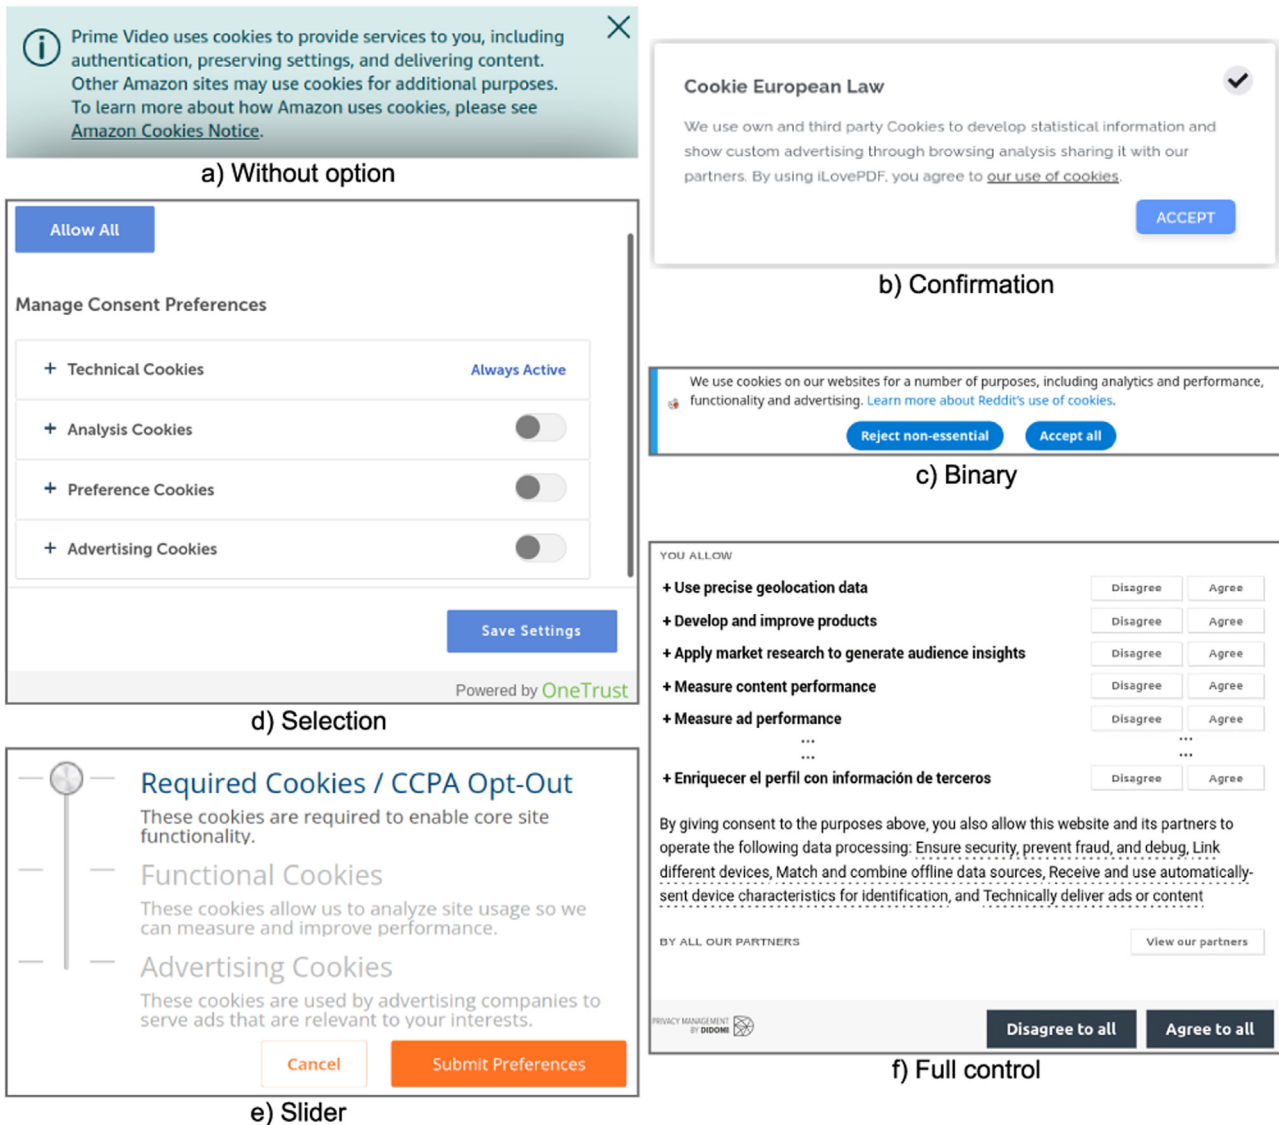 Prime Video uses cookies to provide services to you, including
authentication, preserving settings, and delivering content.
Other Amazon sites may use cookies for additional purposes.
To learn more about how Amazon uses cookies, please see
Amazon Cookies Notice.
a) Without option
Cookie European Law
We use own and third party Cookies to develop statistical information and
show custom advertising through browsing analysis sharing it with our
partners. By using iLovePDF, you agree to our use of cookies.
ACCEPT
b) Confirmation
We use cookies on our websites for a number of purposes, including analytics and performance,
functionality and advertising. Learn more about Reddit's use of cookies.
Reject non-essential Accept all
c) Binary
Allow All
Manage Consent Preferences
+ Technical Cookies Always Active
+ Analysis Cookies
+ Preference Cookies
+ Advertising Cookies
Save Settings
Powered by OneTrust
d) Selection
Required Cookies / CCPA Opt-Out
These cookies are required to enable core site
functionality.
Functional Cookies
These cookies allow us to analyze site usage so we
can measure and improve performance.
Advertising Cookies
These cookies are used by advertising companies to
serve ads that are relevant to your interests.
Cancel Submit Preferences
e) Slider
YOU ALLOW
+ Use precise geolocation data Disagree Agree
+ Develop and improve products Disagree Agree
+ Apply market research to generate audience insights Disagree Agree
+ Measure content performance Disagree Agree
+ Measure ad performance Disagree Agree
... ...
... ...
+ Enriquecer el perfil con información de terceros Disagree Agree
By giving consent to the purposes above, you also allow this website and its partners to
operate the following data processing: Ensure security, prevent fraud, and debug, Link
different devices, Match and combine offline data sources, Receive and use automatically-
sent device characteristics for identification, and Technically deliver ads or content
BY ALL OUR PARTNERS View our partners
PRIVACY MANAGEMENT
BY DIDOMI
Disagree to all Agree to all
f) Full control